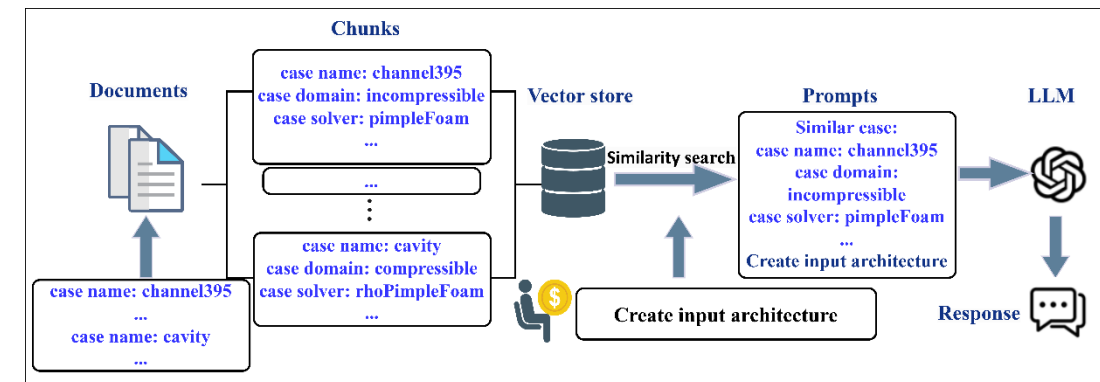 Chunks
Documents
case name: channel395
case domain: incompressible
case solver: pimpleFoam
...
...
case name: cavity
case domain: compressible
case solver: rhoPimpleFoam
...
case name: channel395
...
case name: cavity
...
Vector store
Similarity search
$
Create input architecture
Prompts
Similar case:
case name: channel395
case domain:
incompressible
case solver: pimpleFoam
...
Create input architecture
LLM
Response